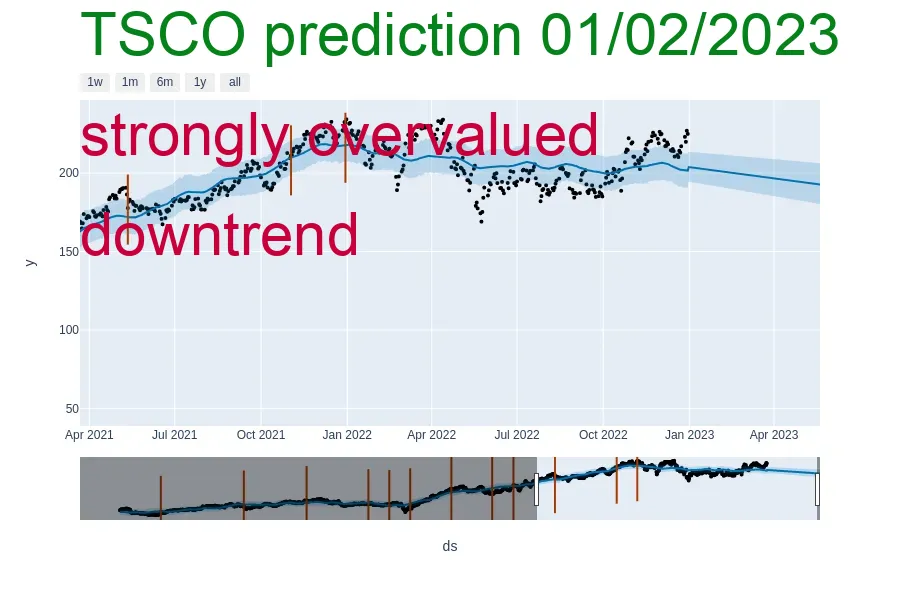 TSCO prediction 01/02/2023
1w 1m 6m 1y all
strongly overvalued
200
downtrend
150
y
100
50
Apr 2021 Jul 2021 Oct 2021 Jan 2022 Apr 2022 Jul 2022 Oct 2022 Jan 2023 Apr 2023
ds